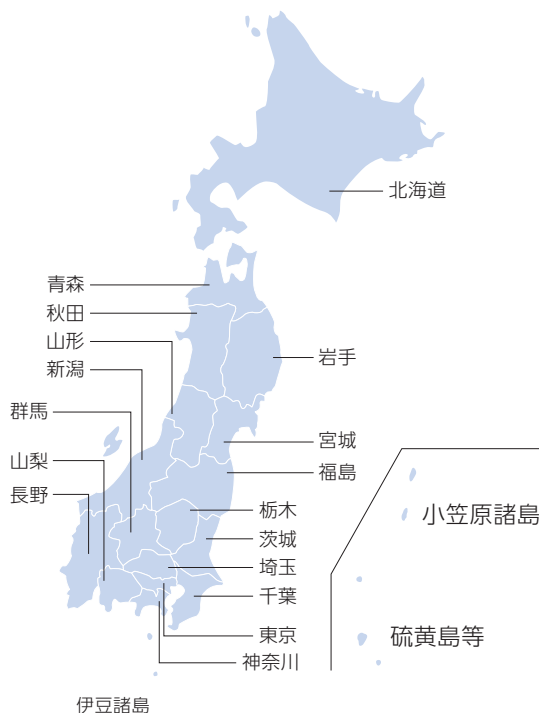 北海道
青森
秋田
山形
新潟
岩手
群馬
宮城
山梨
福島
長野
栃木
小笠原諸島
茨城
埼玉
千葉
東京
硫黄島等
神奈川
伊豆諸島